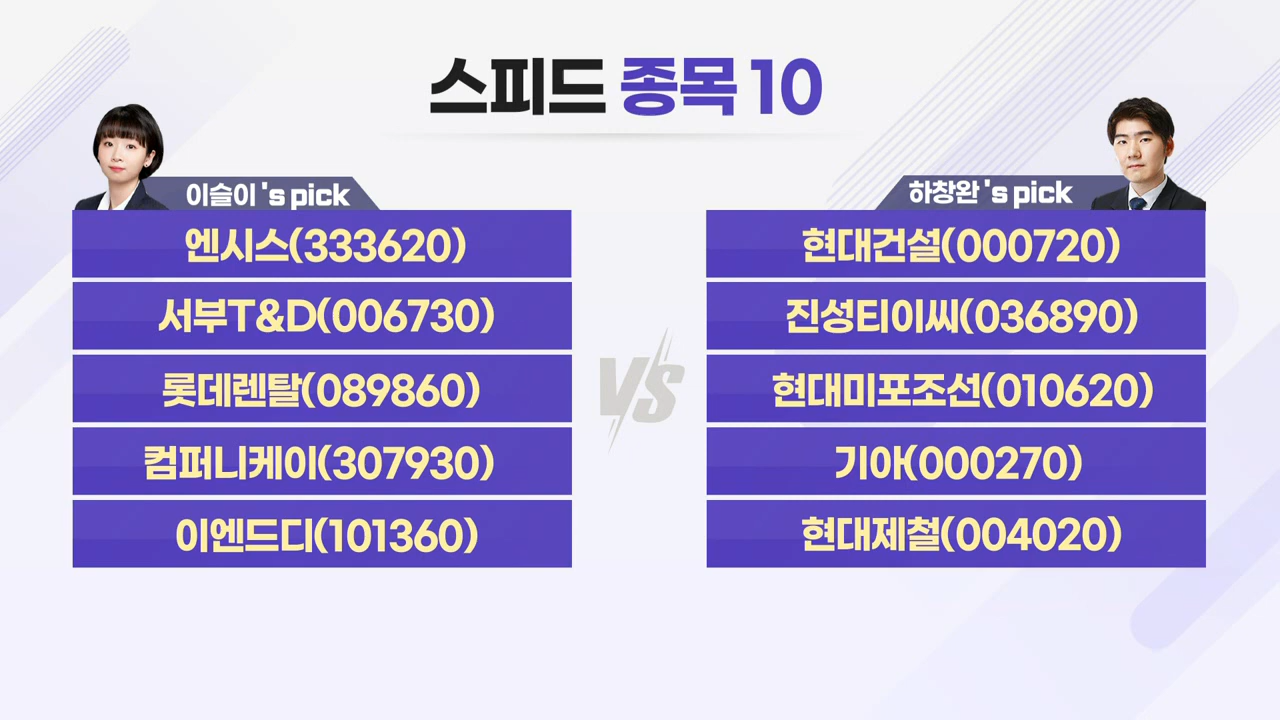 스피드 종목 10
이슬이 's pick
엔시스(333620)
서부T&D(006730)
롯데렌탈(089860)
컴퍼니케이(307930)
이엔드디(101360)
VS
하창완 's pick
현대건설(000720)
진성티이씨(036890)
현대미포조선(010620)
기아(000270)
현대제철(004020)